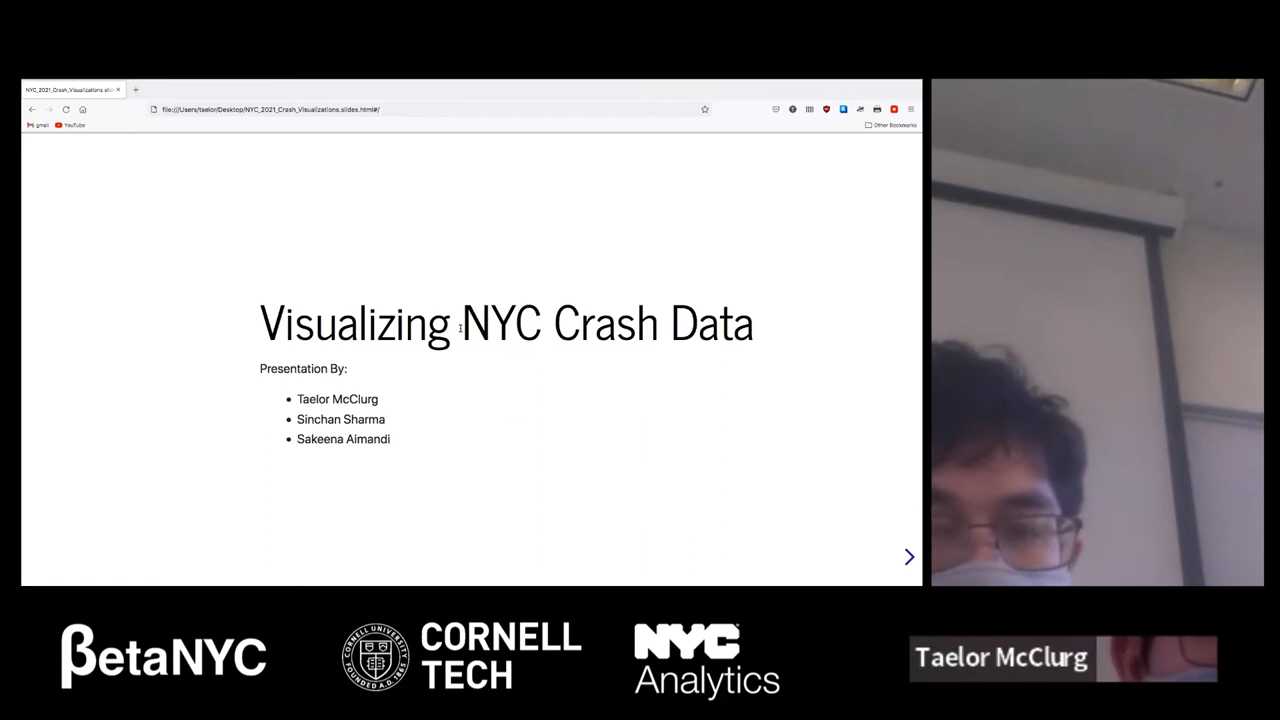 NYC_2021_Crash_Visualizations.slid
file:///Users/taelor/Desktop/NYC_2021_Crash_Visualizations.slides.html#/
gmail
YouTube
Other Bookmarks
Visualizing NYC Crash Data
Presentation By:
Taelor McClurg
Sinchan Sharma
Sakeena Aimandi
βetaNYC
CORNELL
TECH
NYC
Analytics
Taelor McClurg